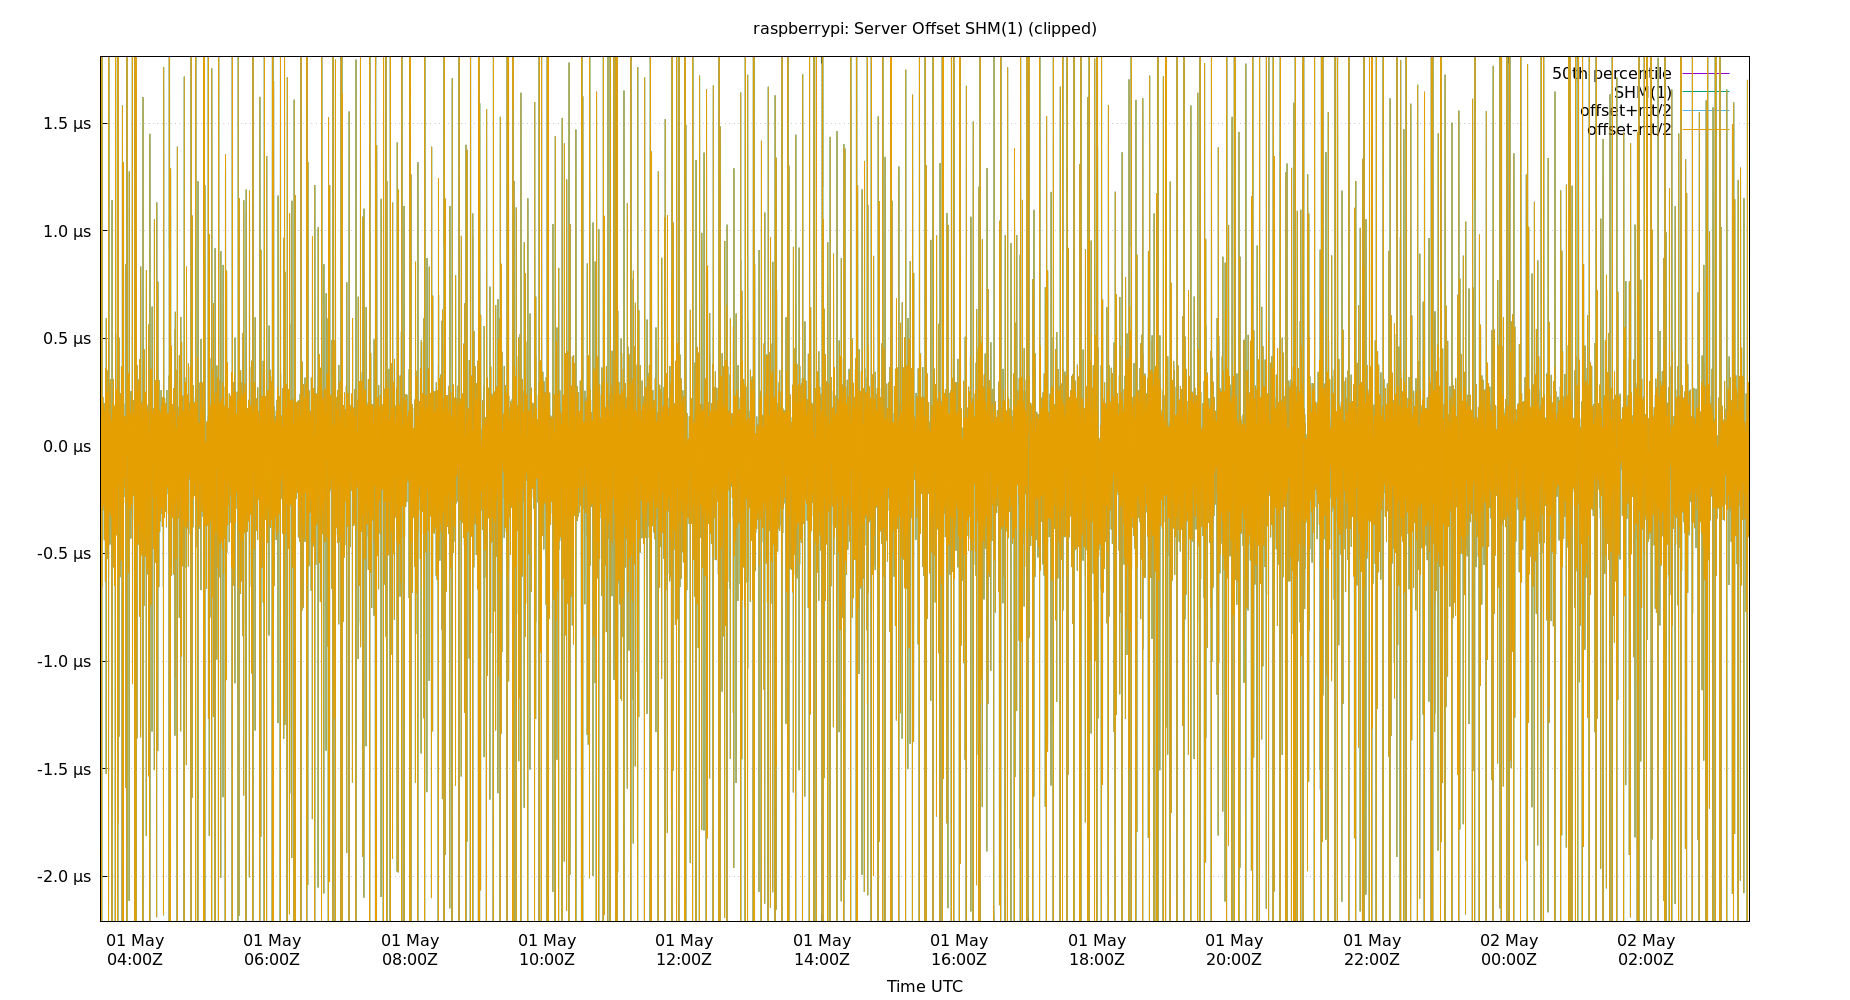 raspberrypi: Server Offset SHM(1) (clipped)
50th percentile
SHM(1)
offset+rtt/2
offset-rtt/2
1.5 µs
1.0 µs
0.5 µs
0.0 µs
-0.5 µs
-1.0 µs
-1.5 µs
-2.0 µs
01 May 01 May 01 May 01 May 01 May 01 May 01 May 01 May 01 May 01 May 02 May 02 May
04:00Z 06:00Z 08:00Z 10:00Z 12:00Z 14:00Z 16:00Z 18:00Z 20:00Z 22:00Z 00:00Z 02:00Z
Time UTC